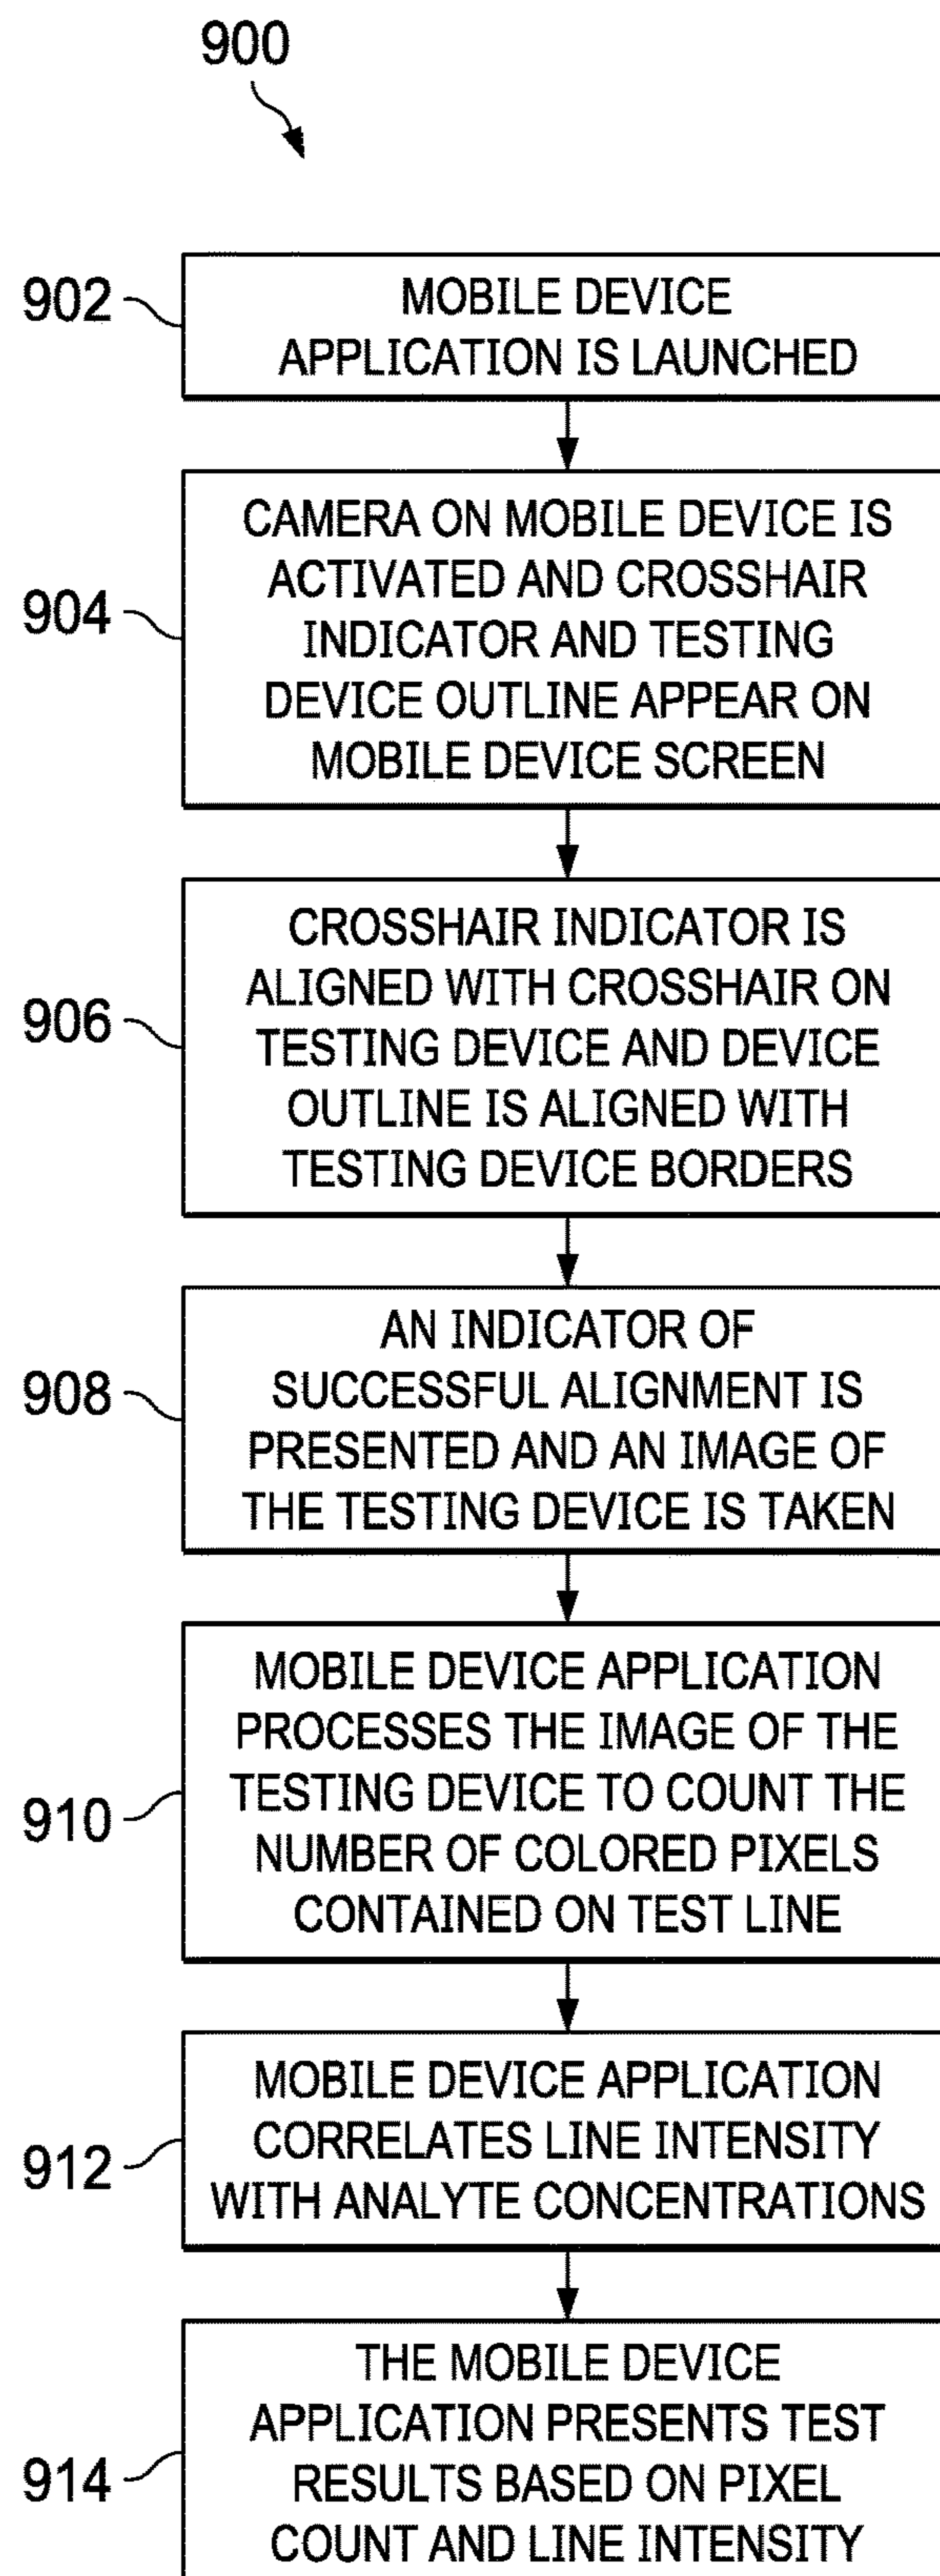 900
902
MOBILE DEVICE
APPLICATION IS LAUNCHED
904
CAMERA ON MOBILE DEVICE IS
ACTIVATED AND CROSSHAIR
INDICATOR AND TESTING
DEVICE OUTLINE APPEAR ON
MOBILE DEVICE SCREEN
906
CROSSHAIR INDICATOR IS
ALIGNED WITH CROSSHAIR ON
TESTING DEVICE AND DEVICE
OUTLINE IS ALIGNED WITH
TESTING DEVICE BORDERS
908
AN INDICATOR OF
SUCCESSFUL ALIGNMENT IS
PRESENTED AND AN IMAGE OF
THE TESTING DEVICE IS TAKEN
910
MOBILE DEVICE APPLICATION
PROCESSES THE IMAGE OF THE
TESTING DEVICE TO COUNT THE
NUMBER OF COLORED PIXELS
CONTAINED ON TEST LINE
912
MOBILE DEVICE APPLICATION
CORRELATES LINE INTENSITY
WITH ANALYTE CONCENTRATIONS
914
THE MOBILE DEVICE
APPLICATION PRESENTS TEST
RESULTS BASED ON PIXEL
COUNT AND LINE INTENSITY